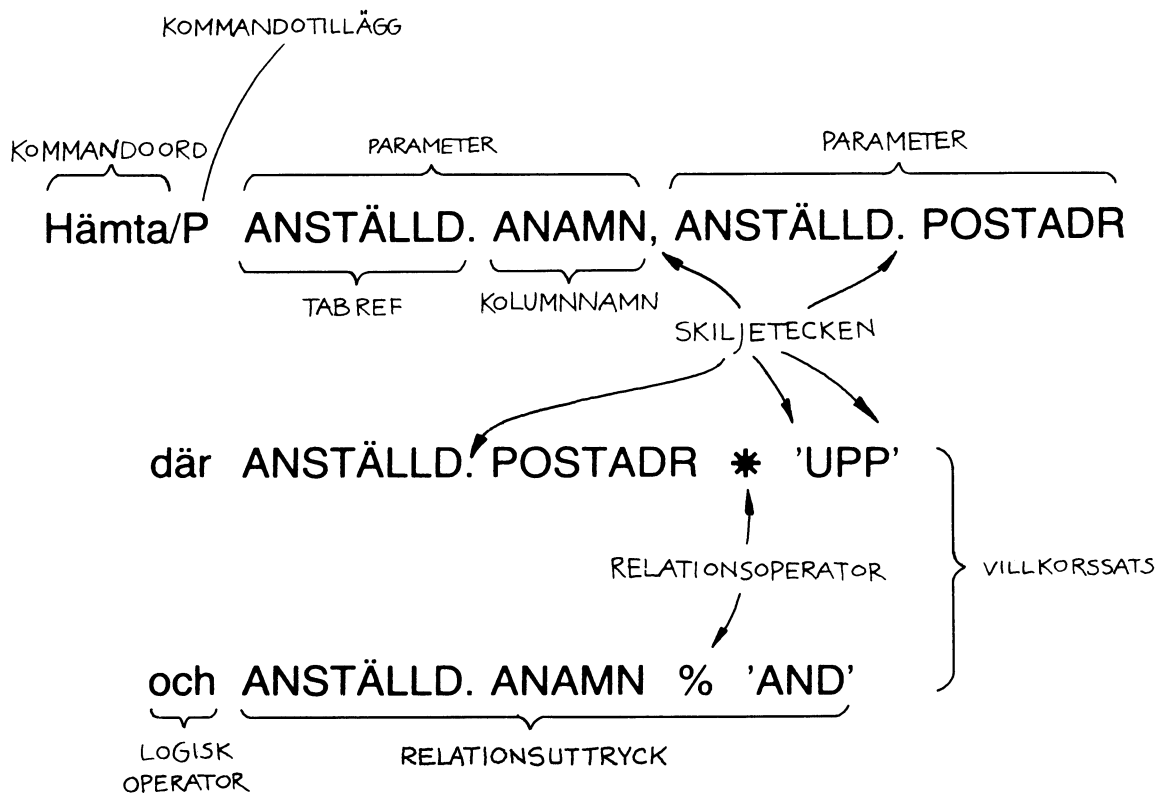 KOMMANDOTILLÄGG
KOMMANDOORD PARAMETER PARAMETER
Hämta/P ANSTÄLLD. ANAMN, ANSTÄLLD. POSTADR
TABREF KOLUMNNAMN
SKILJETECKEN
där ANSTÄLLD. POSTADR * 'UPP'
RELATIONSOPERATOR VILLKORSSATS
och ANSTÄLLD. ANAMN % 'AND'
LOGISK RELATIONSUTTRYCK
OPERATOR